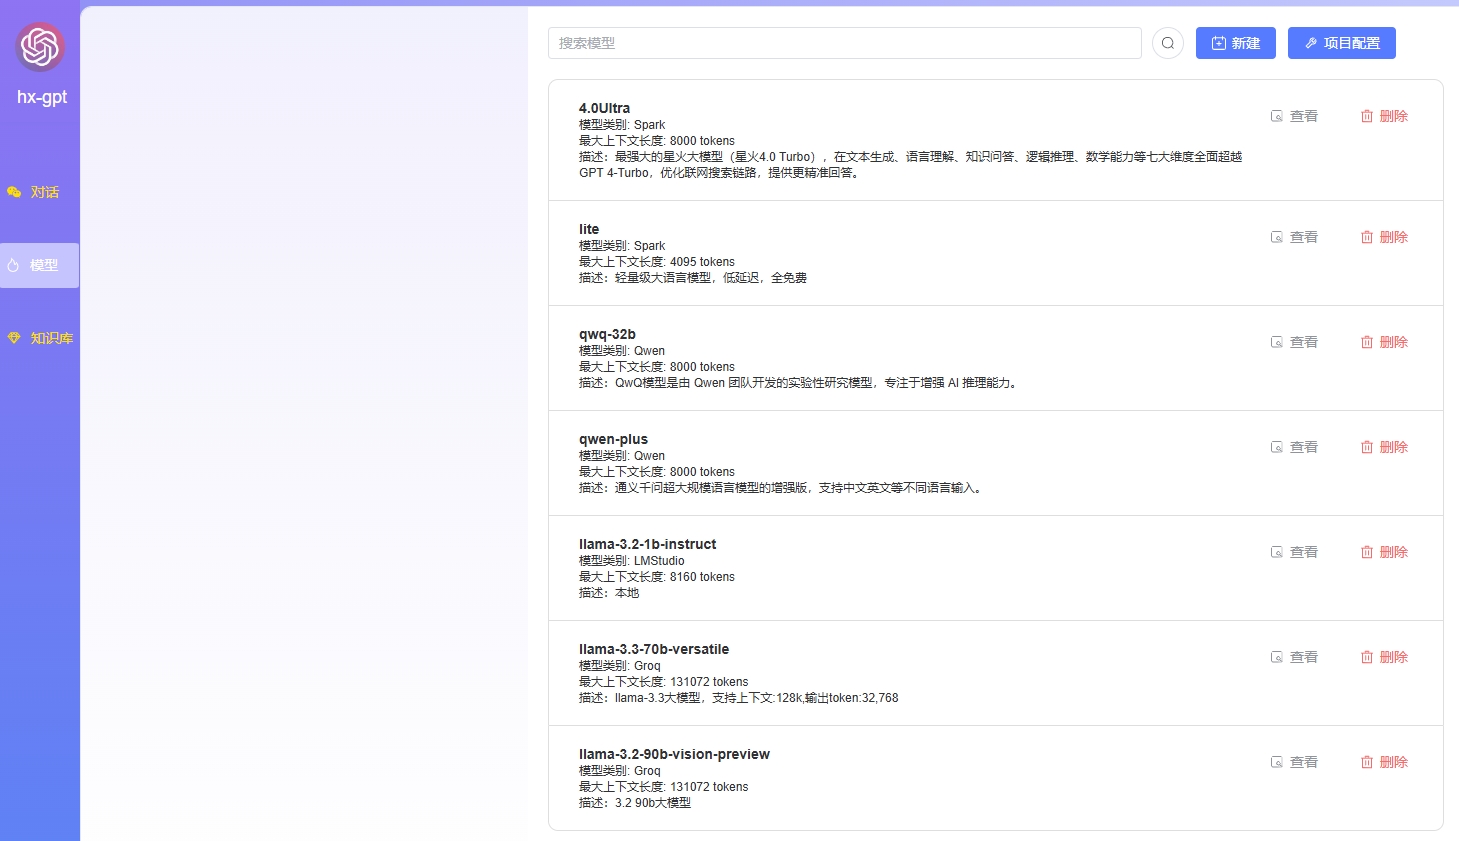 hx-gpt
对话
模型
知识库
搜索模型
新建
项目配置
4.0Ultra
模型类别: Spark
最大上下文长度: 8000 tokens
描述：最强大的星火大模型（星火4.0 Turbo），在文本生成、语言理解、知识问答、逻辑推理、数学能力等七大维度全面超越
GPT 4-Turbo，优化联网搜索链路，提供更精准回答。
查看
删除
lite
模型类别: Spark
最大上下文长度: 4095 tokens
描述：轻量级大语言模型，低延迟，全免费
查看
删除
qwq-32b
模型类别: Qwen
最大上下文长度: 8000 tokens
描述：QwQ模型是由 Qwen 团队开发的实验性研究模型，专注于增强 AI 推理能力。
查看
删除
qwen-plus
模型类别: Qwen
最大上下文长度: 8000 tokens
描述：通义千问超大规模语言模型的增强版，支持中文英文等不同语言输入。
查看
删除
llama-3.2-1b-instruct
模型类别: LMStudio
最大上下文长度: 8160 tokens
描述：本地
查看
删除
llama-3.3-70b-versatile
模型类别: Groq
最大上下文长度: 131072 tokens
描述：llama-3.3大模型，支持上下文:128k,输出token:32,768
查看
删除
llama-3.2-90b-vision-preview
模型类别: Groq
最大上下文长度: 131072 tokens
描述：3.2 90b大模型
查看
删除